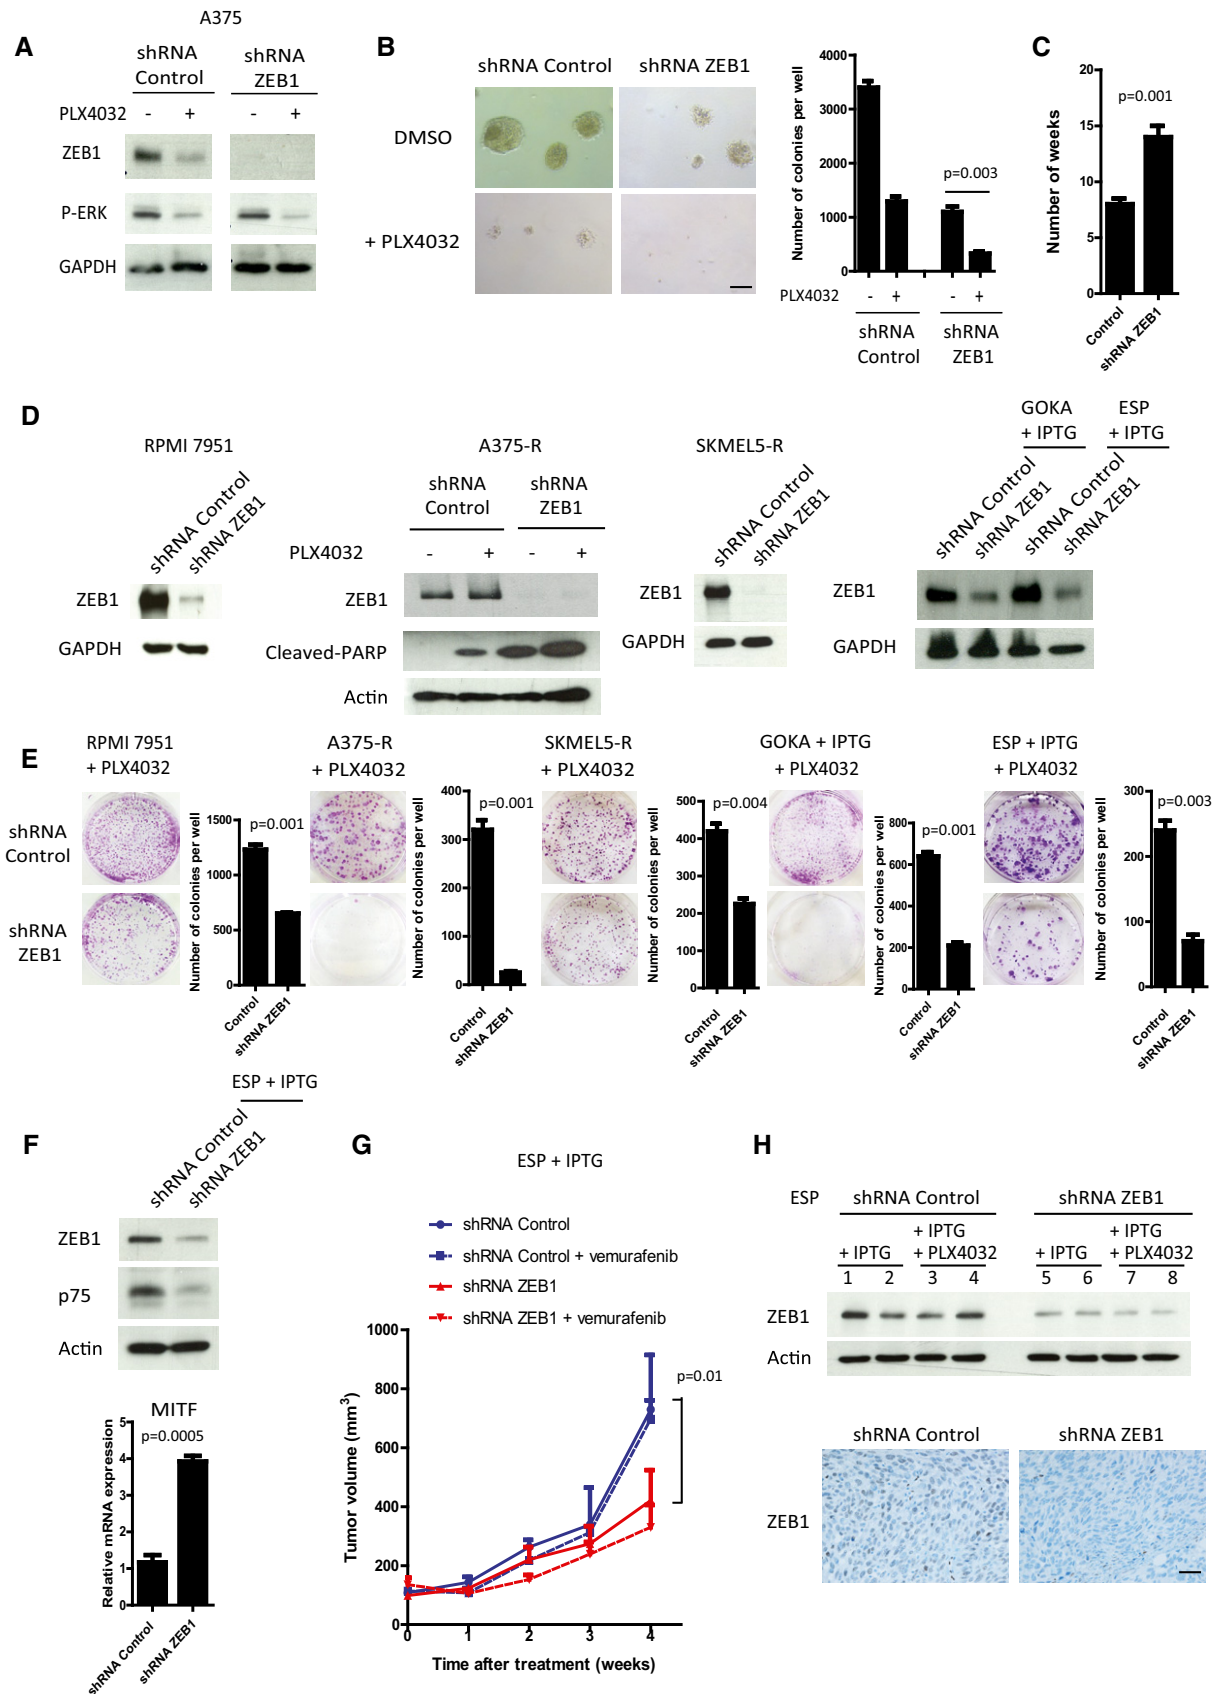 A
A375
shRNA Control
shRNA ZEB1
PLX4032 - + - +
ZEB1
P-ERK
GAPDH
B
shRNA Control shRNA ZEB1
DMSO
+ PLX4032
Number of colonies per well
4000
3000
2000
1000
0
p=0.003
PLX4032 - + - +
shRNA Control
shRNA ZEB1
C
Number of weeks
20
15
10
5
0
p=0.001
Control
shRNA ZEB1
D
RPMI 7951
shRNA Control
shRNA ZEB1
ZEB1
GAPDH
A375-R
shRNA Control
shRNA ZEB1
PLX4032 - + - +
ZEB1
Cleaved-PARP
Actin
SKMEL5-R
shRNA Control
shRNA ZEB1
ZEB1
GAPDH
GOKA + IPTG
ESP + IPTG
shRNA Control
shRNA ZEB1
shRNA Control
shRNA ZEB1
ZEB1
GAPDH
E
shRNA Control
shRNA ZEB1
RPMI 7951 + PLX4032
Number of colonies per well
1500
1000
500
0
p=0.001
Control
shRNA ZEB1
A375-R + PLX4032
Number of colonies per well
400
300
200
100
0
p=0.001
Control
shRNA ZEB1
SKMEL5-R + PLX4032
Number of colonies per well
500
400
300
200
100
0
p=0.004
Control
shRNA ZEB1
GOKA + IPTG + PLX4032
Number of colonies per well
800
600
400
200
0
p=0.001
Control
shRNA ZEB1
ESP + IPTG + PLX4032
Number of colonies per well
300
200
100
0
p=0.003
Control
shRNA ZEB1
F
ESP + IPTG
shRNA Control
shRNA ZEB1
ZEB1
p75
Actin
MITF
p=0.0005
Relative mRNA expression
5
4
3
2
1
0
shRNA Control
shRNA ZEB1
G
ESP + IPTG
shRNA Control
shRNA Control + vemurafenib
shRNA ZEB1
shRNA ZEB1 + vemurafenib
Tumor volume (mm³)
1000
800
600
400
200
0
p=0.01
0 1 2 3 4
Time after treatment (weeks)
H
ESP shRNA Control shRNA ZEB1
+ IPTG
+ IPTG + PLX4032
+ IPTG
+ IPTG + PLX4032
1 2 3 4 5 6 7 8
ZEB1
Actin
shRNA Control shRNA ZEB1
ZEB1